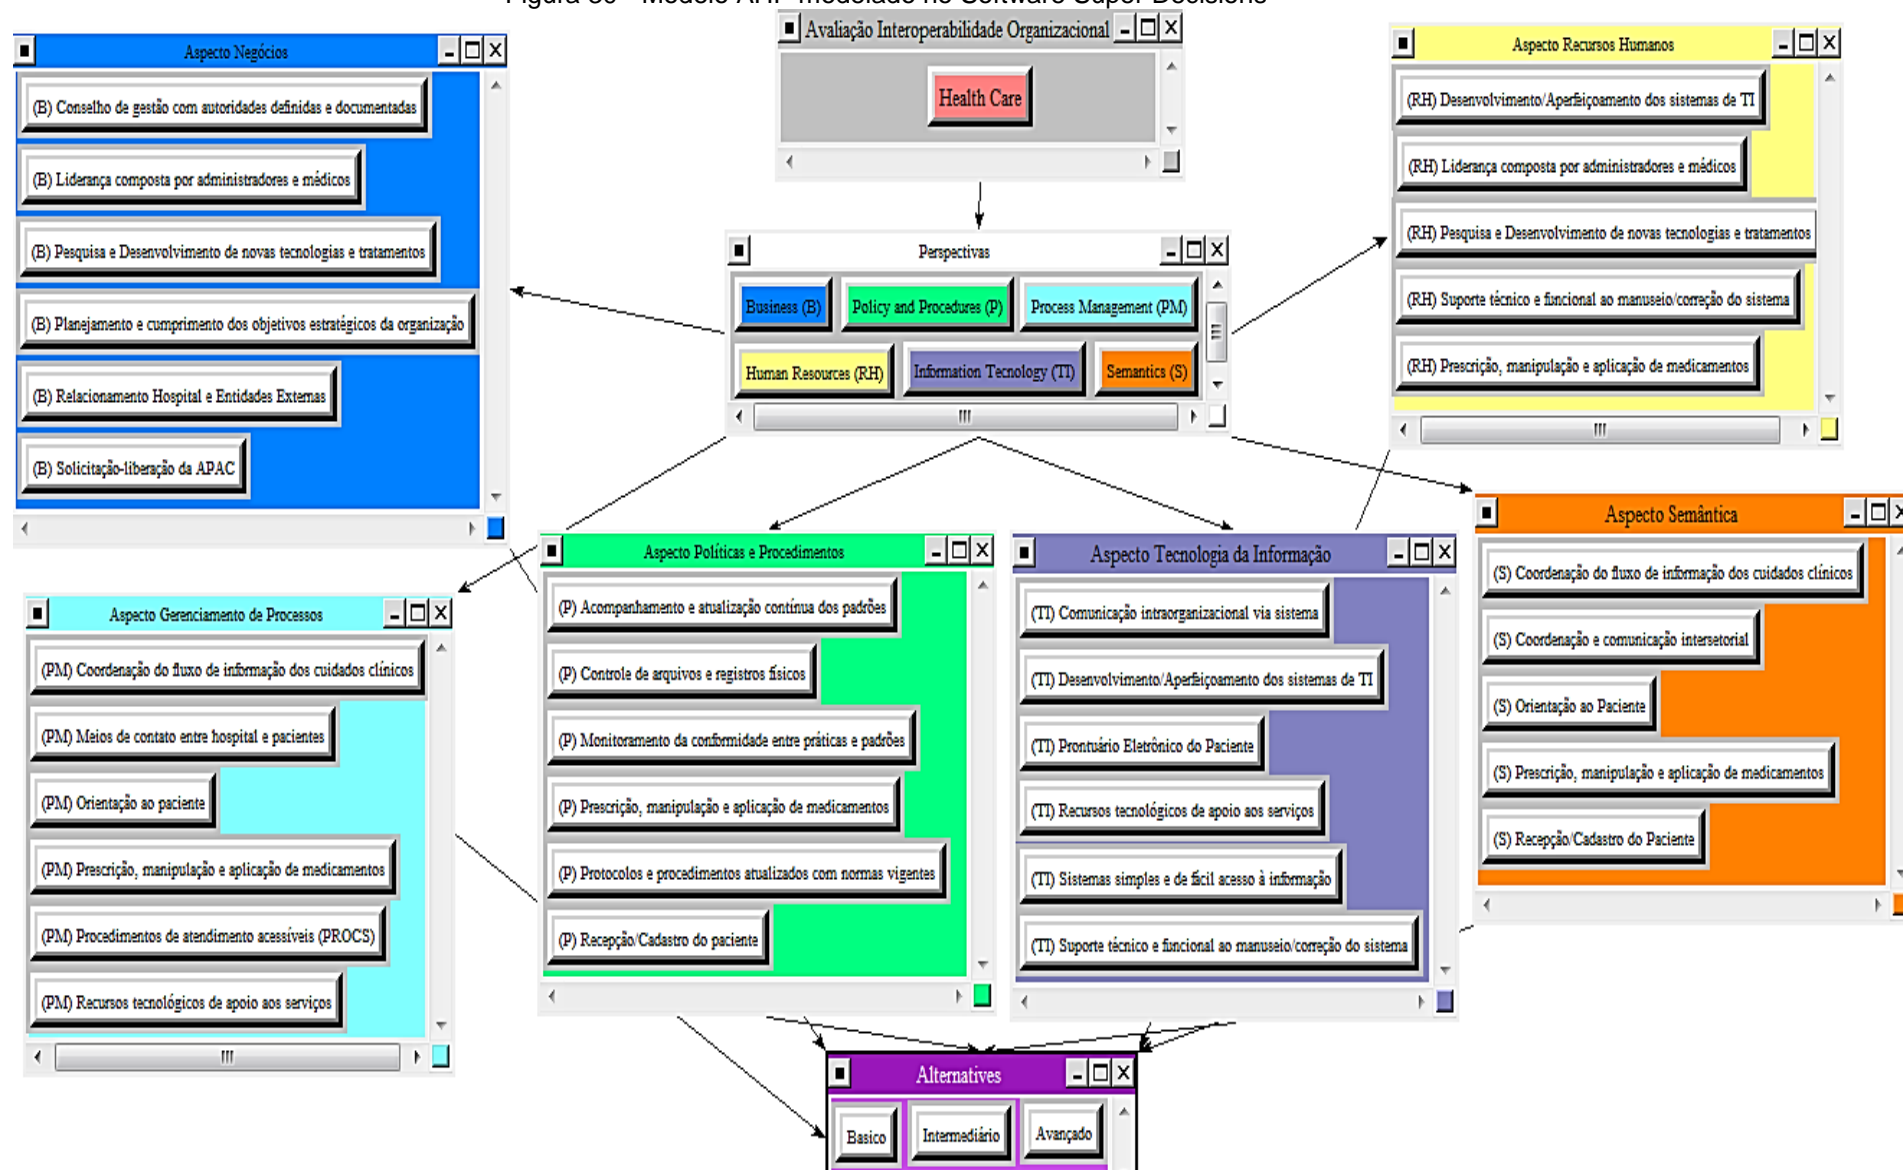 Figura 30 - Modelo AHP modelado no Software Super Decisions
Avaliação Interoperabilidade Organizacional
Health Care
Aspecto Negócios
(B) Conselho de gestão com autoridades definidas e documentadas
(B) Liderança composta por administradores e médicos
(B) Pesquisa e Desenvolvimento de novas tecnologias e tratamentos
(B) Planejamento e cumprimento dos objetivos estratégicos da organização
(B) Relacionamento Hospital e Entidades Externas
(B) Solicitação-liberação da APAC
Perspectivas
Business (B)
Policy and Procedures (P)
Process Management (PM)
Human Resources (RH)
Information Tecnology (TI)
Semantics (S)
Aspecto Recursos Humanos
(RH) Desenvolvimento/Aperfeiçoamento dos sistemas de TI
(RH) Liderança composta por administradores e médicos
(RH) Pesquisa e Desenvolvimento de novas tecnologias e tratamentos
(RH) Suporte técnico e funcional ao manuseio/correção do sistema
(RH) Prescrição, manipulação e aplicação de medicamentos
Aspecto Gerenciamento de Processos
(PM) Coordenação do fluxo de informação dos cuidados clínicos
(PM) Meios de contato entre hospital e pacientes
(PM) Orientação ao paciente
(PM) Prescrição, manipulação e aplicação de medicamentos
(PM) Procedimentos de atendimento acessíveis (PROCS)
(PM) Recursos tecnológicos de apoio aos serviços
Aspecto Políticas e Procedimentos
(P) Acompanhamento e atualização contínua dos padrões
(P) Controle de arquivos e registros físicos
(P) Monitoramento da conformidade entre práticas e padrões
(P) Prescrição, manipulação e aplicação de medicamentos
(P) Protocolos e procedimentos atualizados com normas vigentes
(P) Recepção/Cadastro do paciente
Aspecto Tecnologia da Informação
(TI) Comunicação intraorganizacional via sistema
(TI) Desenvolvimento/Aperfeiçoamento dos sistemas de TI
(TI) Prontuário Eletrônico do Paciente
(TI) Recursos tecnológicos de apoio aos serviços
(TI) Sistemas simples e de fácil acesso à informação
(TI) Suporte técnico e funcional ao manuseio/correção do sistema
Aspecto Semântica
(S) Coordenação do fluxo de informação dos cuidados clínicos
(S) Coordenação e comunicação intersetorial
(S) Orientação ao Paciente
(S) Prescrição, manipulação e aplicação de medicamentos
(S) Recepção/Cadastro do Paciente
Alternatives
Basico
Intermediário
Avançado